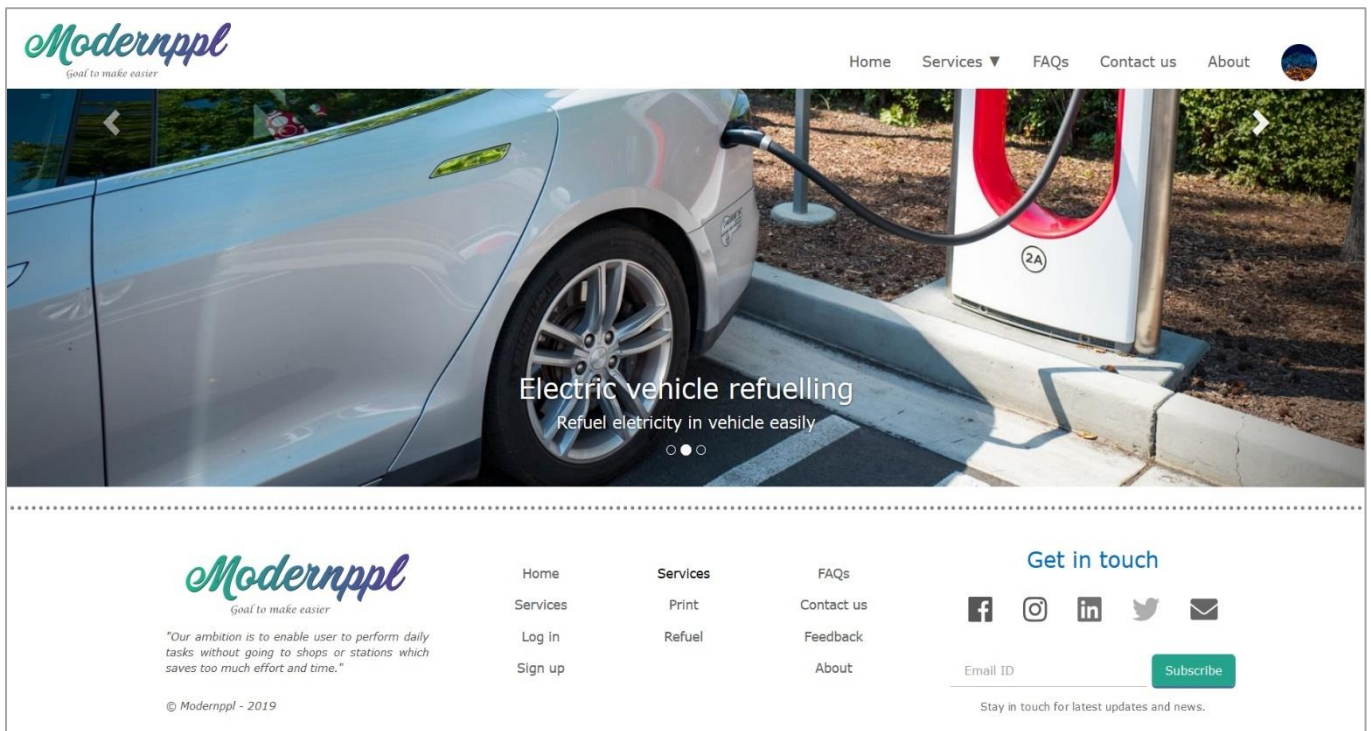 Modernppl
Goal to make easier
Home Services ▼ FAQs Contact us About
2A
Electric vehicle refuelling
Refuel eletricity in vehicle easily
Modernppl
Goal to make easier
"Our ambition is to enable user to perform daily
tasks without going to shops or stations which
saves too much effort and time."
© Modernppl - 2019
Home
Services
Log in
Sign up
Services
Print
Refuel
FAQs
Contact us
Feedback
About
Get in touch
Email ID
Subscribe
Stay in touch for latest updates and news.